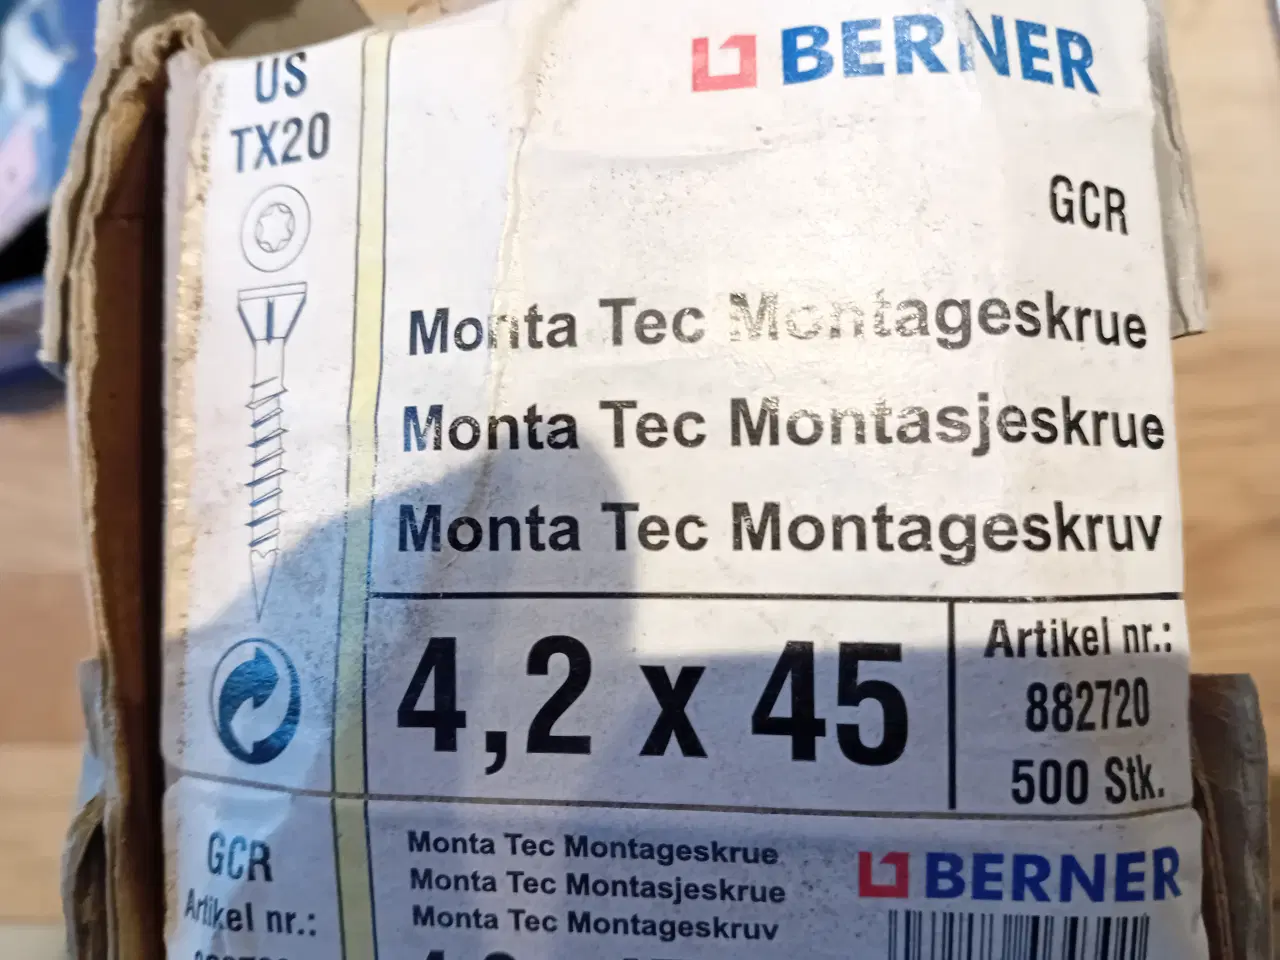 US
TX20
BERNER
GCR
Monta Tec Montageskrue
Monta Tec Montasjeskrue
Monta Tec Montageskruv
4,2 x 45
Artikel nr.:
882720
500 Stk.
GCR
Artikel nr.:
Monta Tec Montageskrue
Monta Tec Montasjeskrue
Monta Tec Montageskruv
BERNER